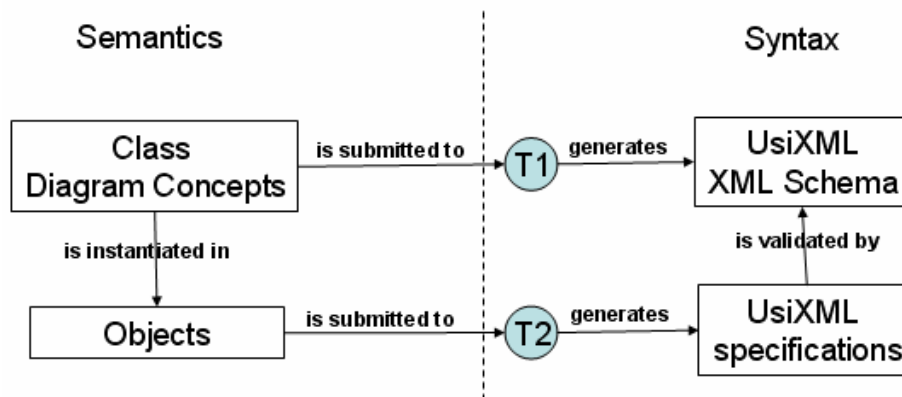 Semantics
Syntax
Class
Diagram Concepts
is submitted to
T1
generates
UsiXML
XML Schema
is instantiated in
is validated by
Objects
is submitted to
T2
generates
UsiXML
specifications